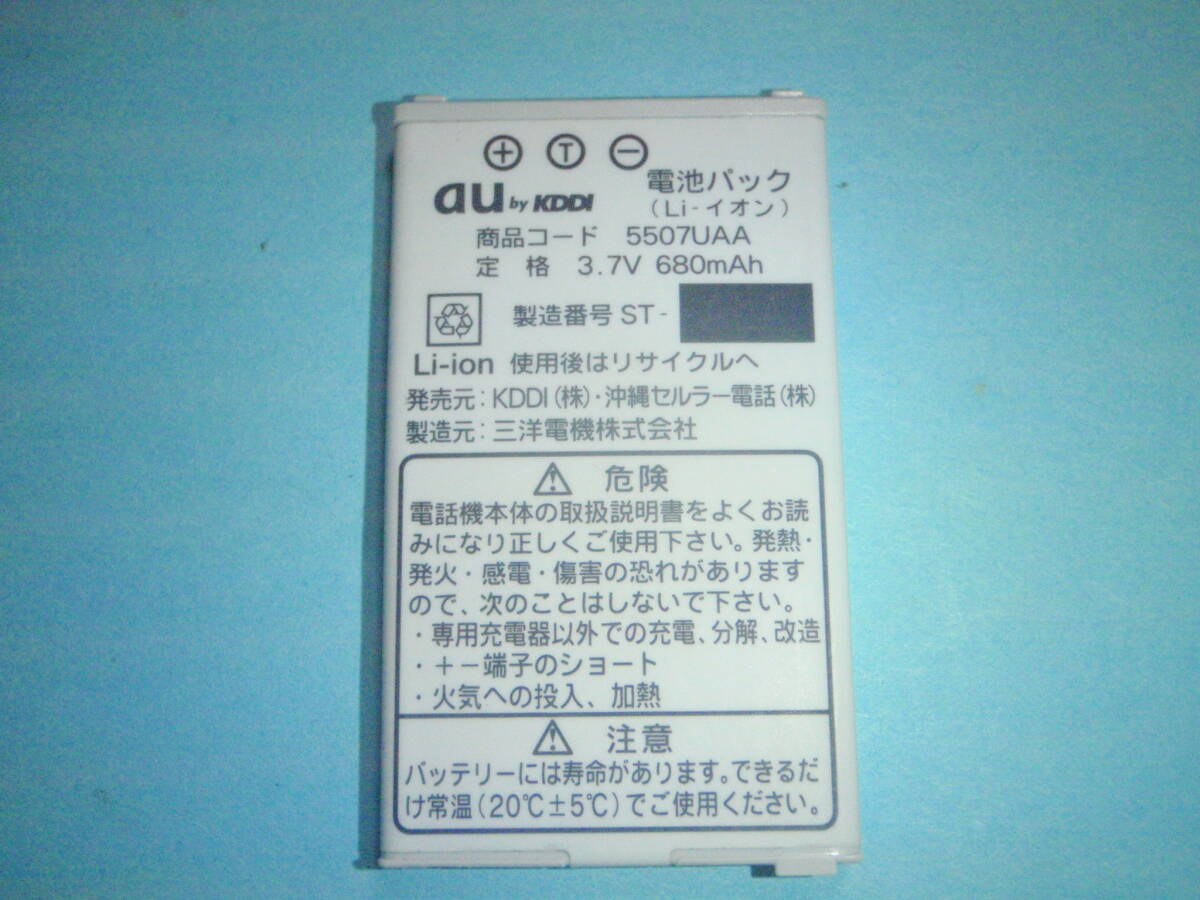 + T −
au by KDDI 電池パック
(Li-イオン)
商品コード 5507UAA
定 格 3.7V 680mAh
製造番号 ST-
Li-ion 使用後はリサイクルへ
発売元:KDDI(株)・沖縄セルラー電話(株)
製造元:三洋電機株式会社
⚠ 危険
電話機本体の取扱説明書をよくお読
みになり正しくご使用下さい。発熱・
発火・感電・傷害の恐れがあります
ので、次のことはしないで下さい。
・専用充電器以外での充電、分解、改造
・+−端子のショート
・火気への投入、加熱
⚠ 注意
バッテリーには寿命があります。できるだ
け常温(20℃±5℃)でご使用ください。